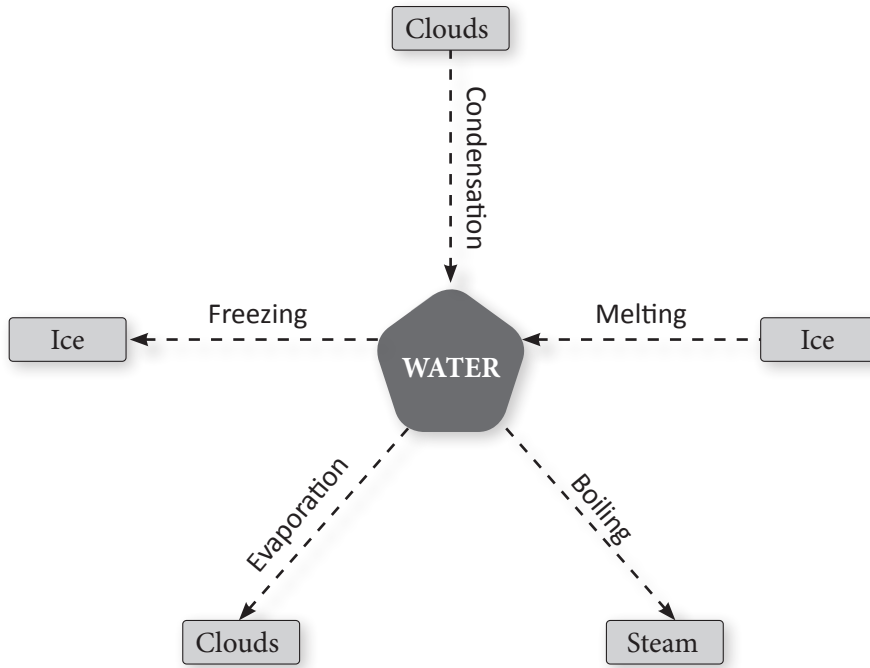 Clouds
Condensation
Freezing
Melting
Ice
WATER
Ice
Evaporation
Boiling
Clouds
Steam